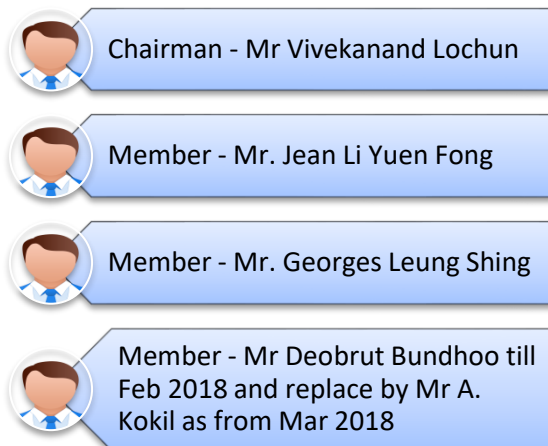 Chairman - Mr Vivekanand Lochun
Member - Mr. Jean Li Yuen Fong
Member - Mr. Georges Leung Shing
Member - Mr Deobrut Bundhoo till
Feb 2018 and replace by Mr A.
Kokil as from Mar 2018